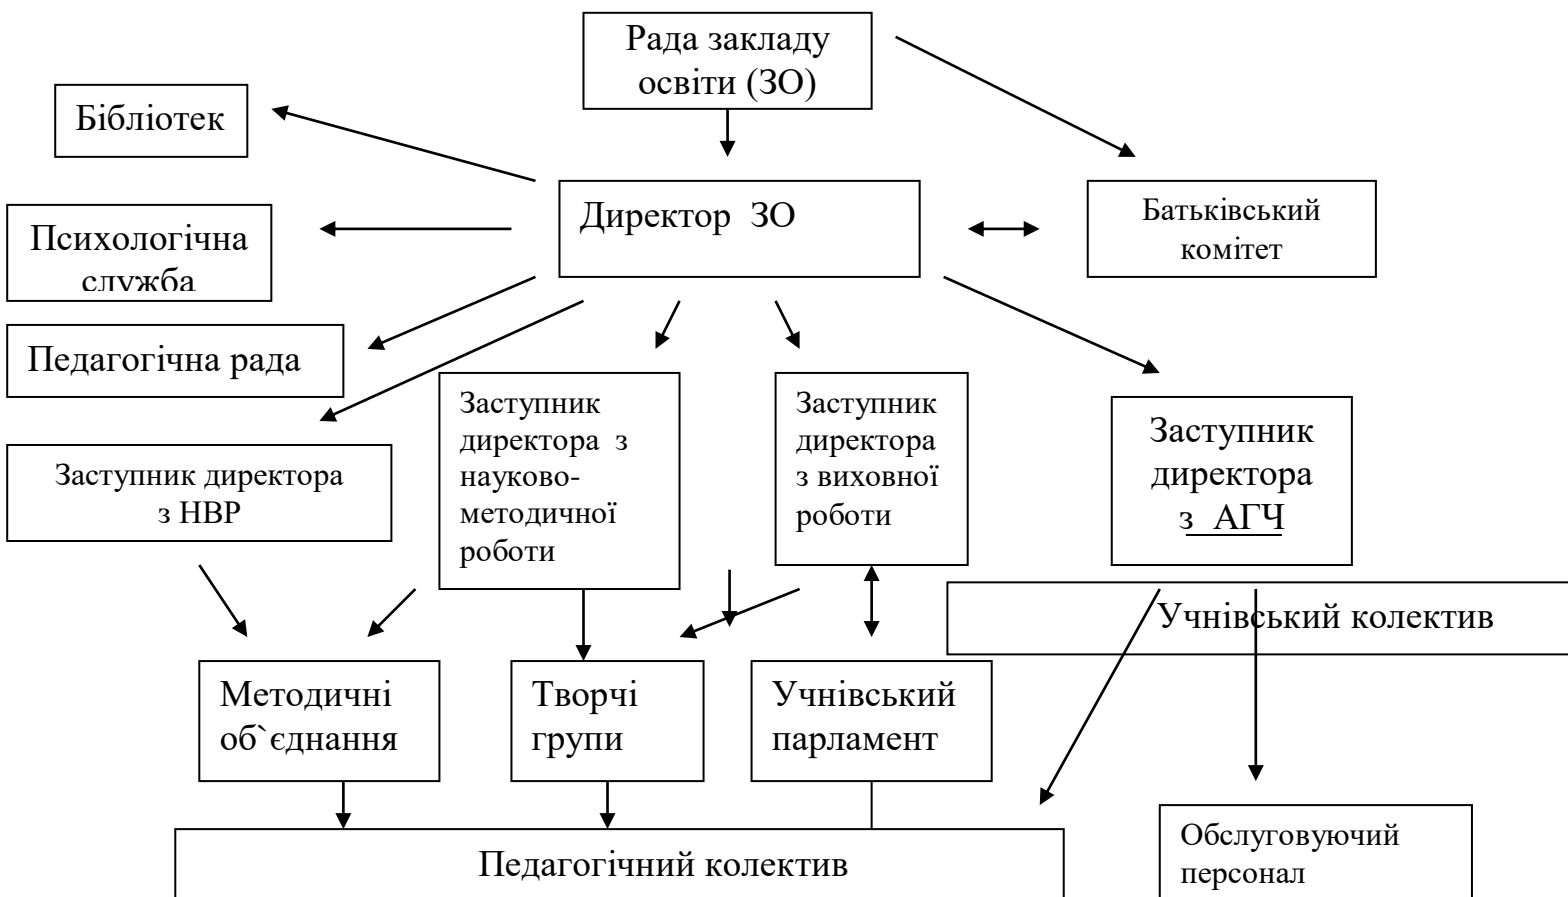 Рада закладу
освіти (ЗО)
Бібліотек
Директор  ЗО
Батьківський
комітет
Психологічна
служба
Педагогічна рада
Заступник директора
з НВР
Заступник
директора  з
науково-
методичної
роботи
Заступник
директора
з виховної
роботи
Заступник
директора
з  АГЧ
Учнівський колектив
Методичні
об`єднання
Творчі
групи
Учнівський
парламент
Педагогічний колектив
Обслуговуючий
персонал